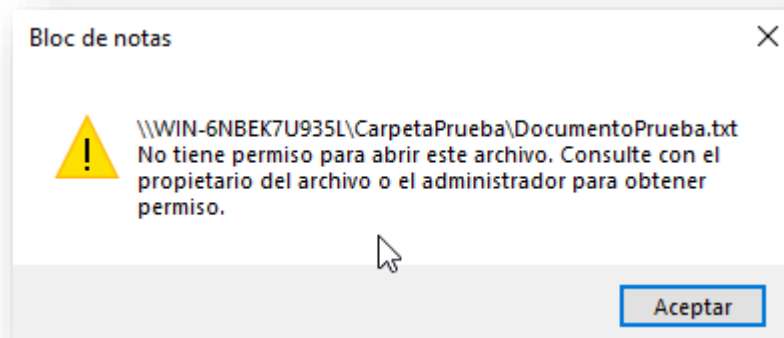 Bloc de notas
\\WIN-6NBEK7U935L\CarpetaPrueba\DocumentoPrueba.txt
No tiene permiso para abrir este archivo. Consulte con el
propietario del archivo o el administrador para obtener
permiso.
Aceptar